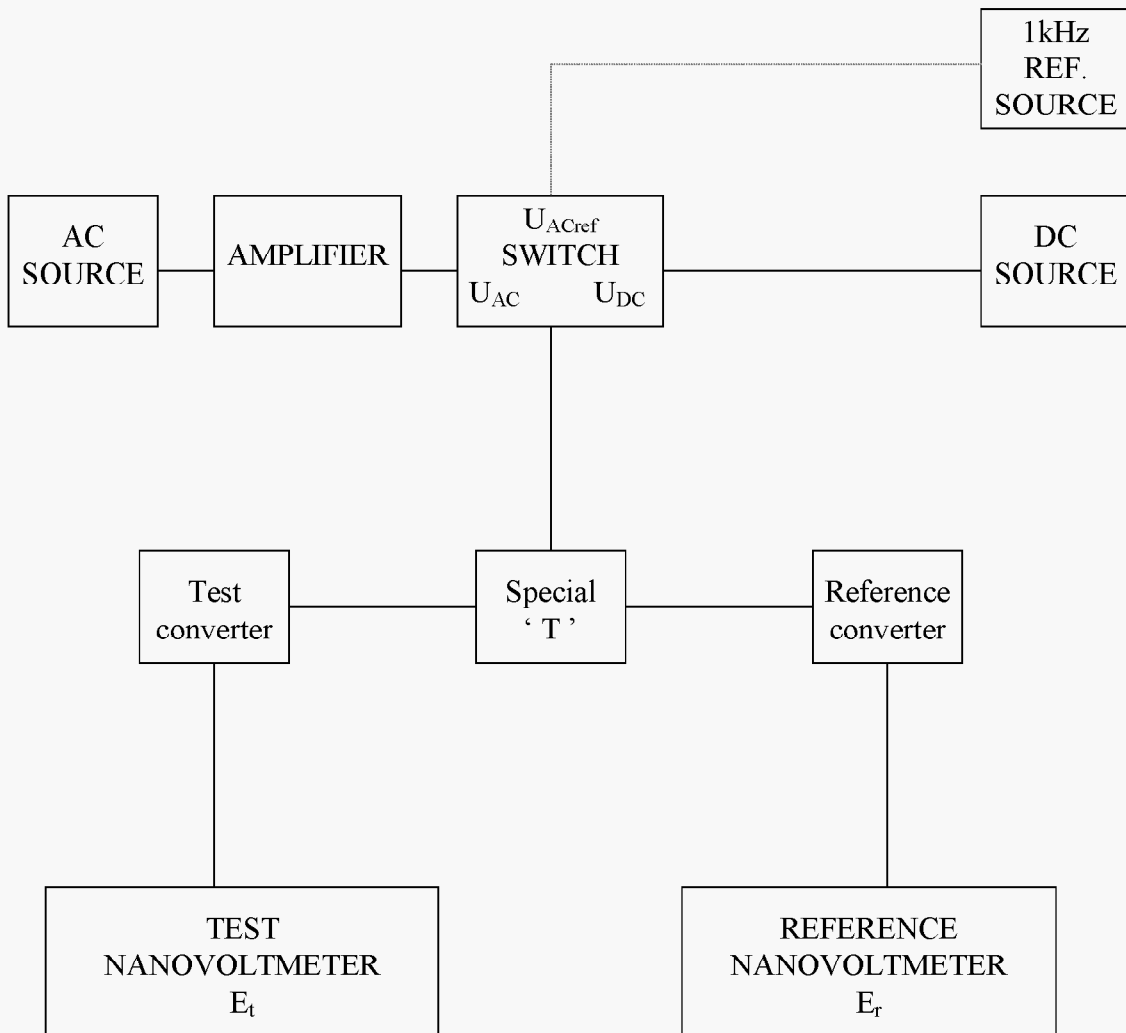 1kHz
REF.
SOURCE
AC
SOURCE
AMPLIFIER
U_ACref
SWITCH
U_AC U_DC
DC
SOURCE
Test
converter
Special
‘ T ’
Reference
converter
TEST
NANOVOLTMETER
E_t
REFERENCE
NANOVOLTMETER
E_r